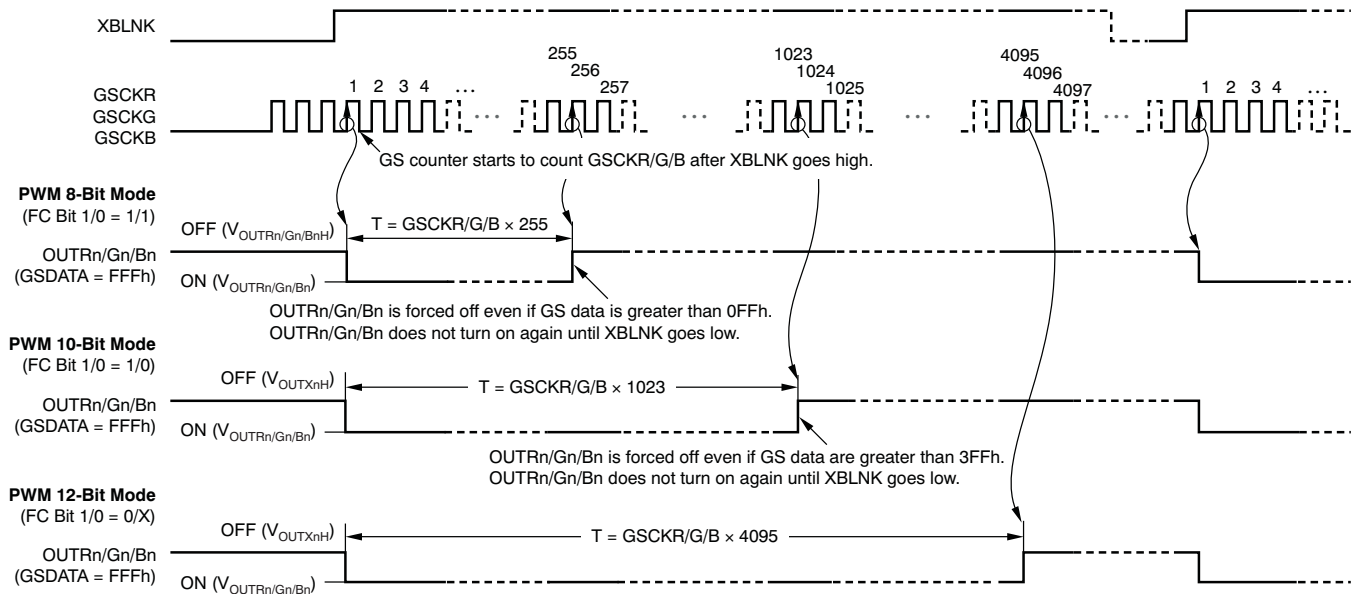 XBLNK
255
256
257
1023
1024
1025
4095
4096
4097
1 2 3 4 ...
1 2 3 4 ...
GSCKR
GSCKG
GSCKB
... ... ... ... ... ...
GS counter starts to count GSCKR/G/B after XBLNK goes high.
PWM 8-Bit Mode
(FC Bit 1/0 = 1/1)
OFF (VOUTRn/Gn/BnH)
T = GSCKR/G/B × 255
OUTRn/Gn/Bn
(GSDATA = FFFh)
ON (VOUTRn/Gn/Bn)
OUTRn/Gn/Bn is forced off even if GS data is greater than 0FFh.
OUTRn/Gn/Bn does not turn on again until XBLNK goes low.
PWM 10-Bit Mode
(FC Bit 1/0 = 1/0)
OFF (VOUTXnH)
T = GSCKR/G/B × 1023
OUTRn/Gn/Bn
(GSDATA = FFFh)
ON (VOUTRn/Gn/Bn)
OUTRn/Gn/Bn is forced off even if GS data are greater than 3FFh.
OUTRn/Gn/Bn does not turn on again until XBLNK goes low.
PWM 12-Bit Mode
(FC Bit 1/0 = 0/X)
OFF (VOUTXnH)
T = GSCKR/G/B × 4095
OUTRn/Gn/Bn
(GSDATA = FFFh)
ON (VOUTRn/Gn/Bn)